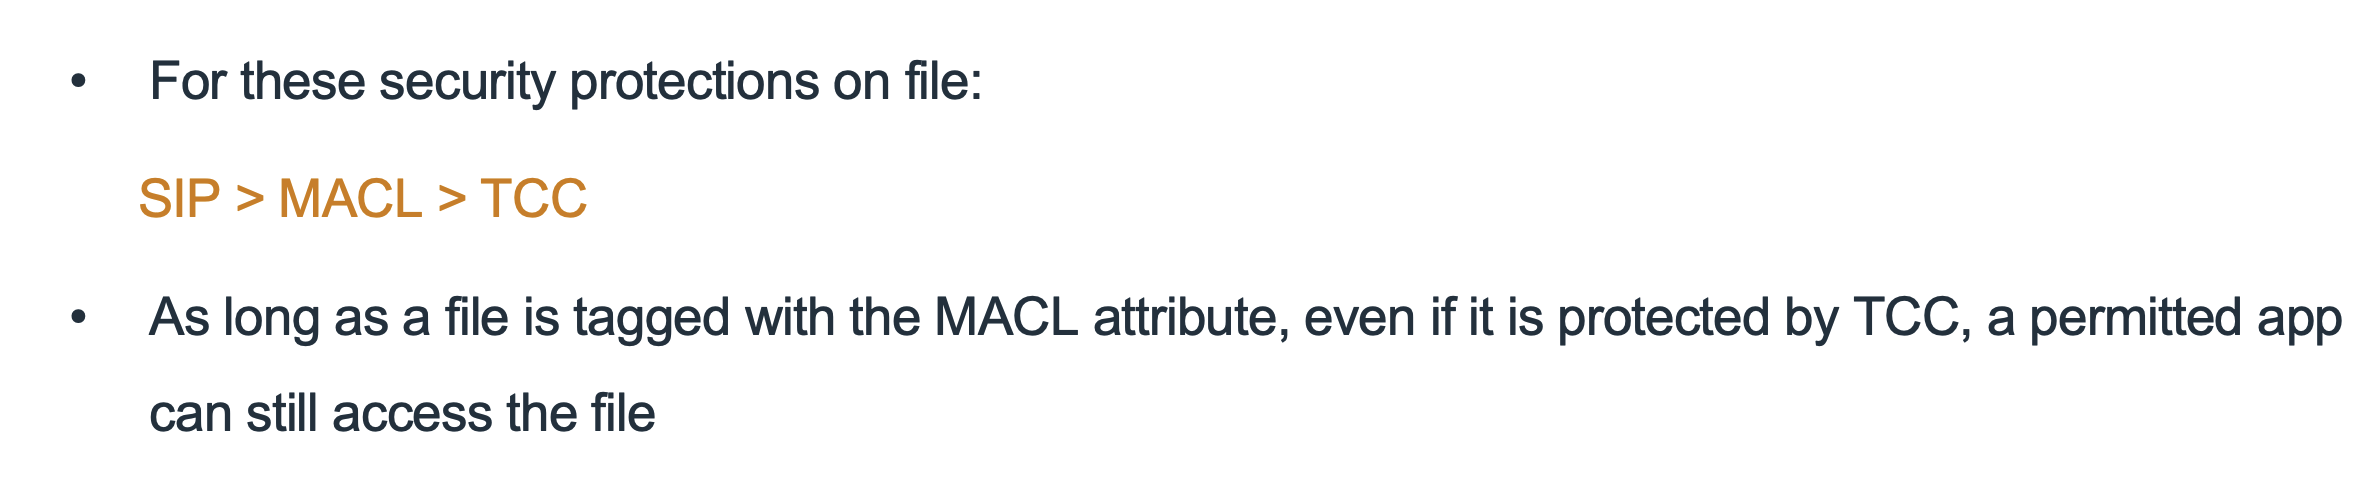 • For these security protections on file:
SIP > MACL > TCC
• As long as a file is tagged with the MACL attribute, even if it is protected by TCC, a permitted app
can still access the file